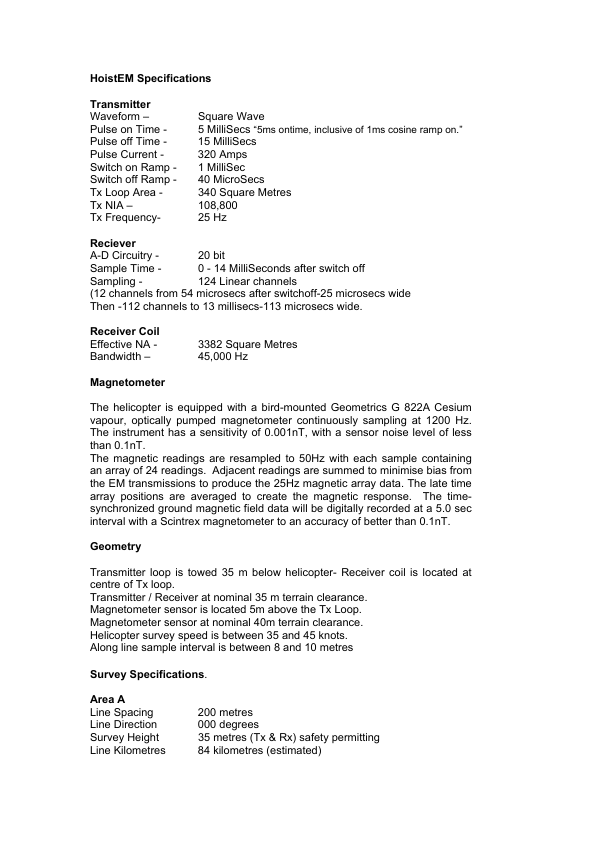 HoistEM Specifications
Transmitter
Waveform – Square Wave
Pulse on Time - 5 MilliSecs “5ms ontime, inclusive of 1ms cosine ramp on.”
Pulse off Time - 15 MilliSecs
Pulse Current - 320 Amps
Switch on Ramp - 1 MilliSec
Switch off Ramp - 40 MicroSecs
Tx Loop Area - 340 Square Metres
Tx NIA – 108,800
Tx Frequency- 25 Hz
Reciever
A-D Circuitry - 20 bit
Sample Time - 0 - 14 MilliSeconds after switch off
Sampling - 124 Linear channels
(12 channels from 54 microsecs after switchoff-25 microsecs wide
Then -112 channels to 13 millisecs-113 microsecs wide.
Receiver Coil
Effective NA - 3382 Square Metres
Bandwidth – 45,000 Hz
Magnetometer
The helicopter is equipped with a bird-mounted Geometrics G 822A Cesium
vapour, optically pumped magnetometer continuously sampling at 1200 Hz.
The instrument has a sensitivity of 0.001nT, with a sensor noise level of less
than 0.1nT.
The magnetic readings are resampled to 50Hz with each sample containing
an array of 24 readings. Adjacent readings are summed to minimise bias from
the EM transmissions to produce the 25Hz magnetic array data. The late time
array positions are averaged to create the magnetic response. The time-
synchronized ground magnetic field data will be digitally recorded at a 5.0 sec
interval with a Scintrex magnetometer to an accuracy of better than 0.1nT.
Geometry
Transmitter loop is towed 35 m below helicopter- Receiver coil is located at
centre of Tx loop.
Transmitter / Receiver at nominal 35 m terrain clearance.
Magnetometer sensor is located 5m above the Tx Loop.
Magnetometer sensor at nominal 40m terrain clearance.
Helicopter survey speed is between 35 and 45 knots.
Along line sample interval is between 8 and 10 metres
Survey Specifications.
Area A
Line Spacing 200 metres
Line Direction 000 degrees
Survey Height 35 metres (Tx & Rx) safety permitting
Line Kilometres 84 kilometres (estimated)